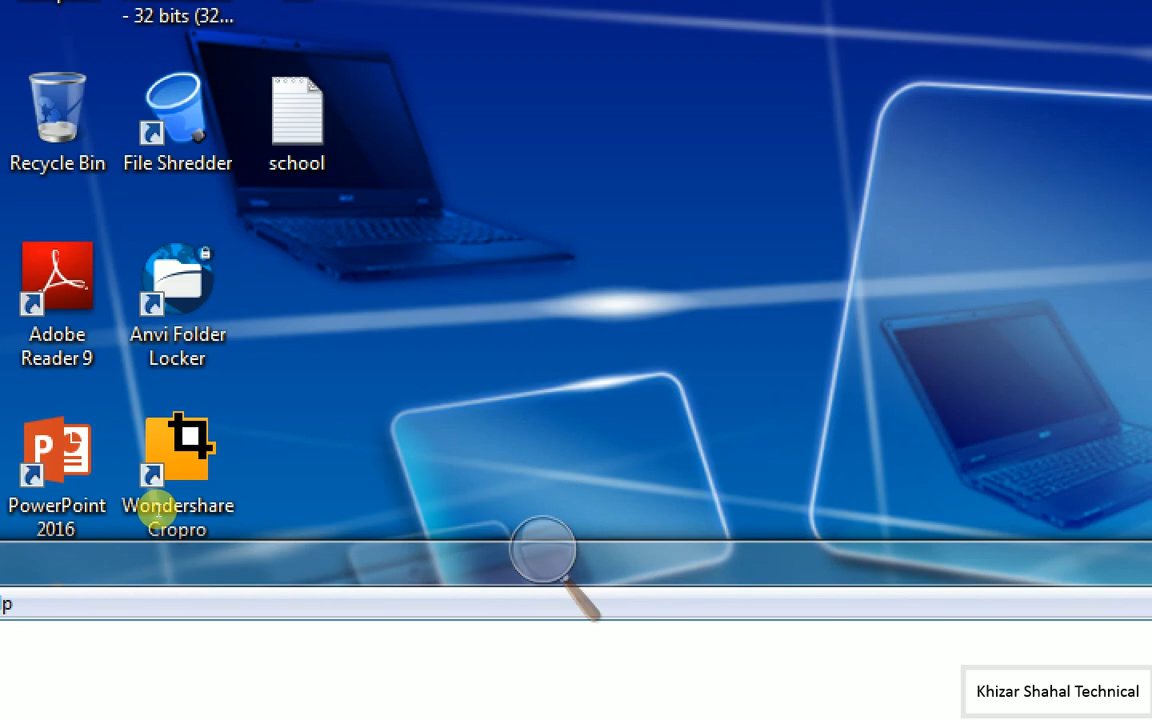 - 32 bits (32...
Recycle Bin
File Shredder
school
Adobe
Reader 9
Anvi Folder
Locker
PowerPoint
2016
Wondershare
Cropro
lp
Khizar Shahal Technical